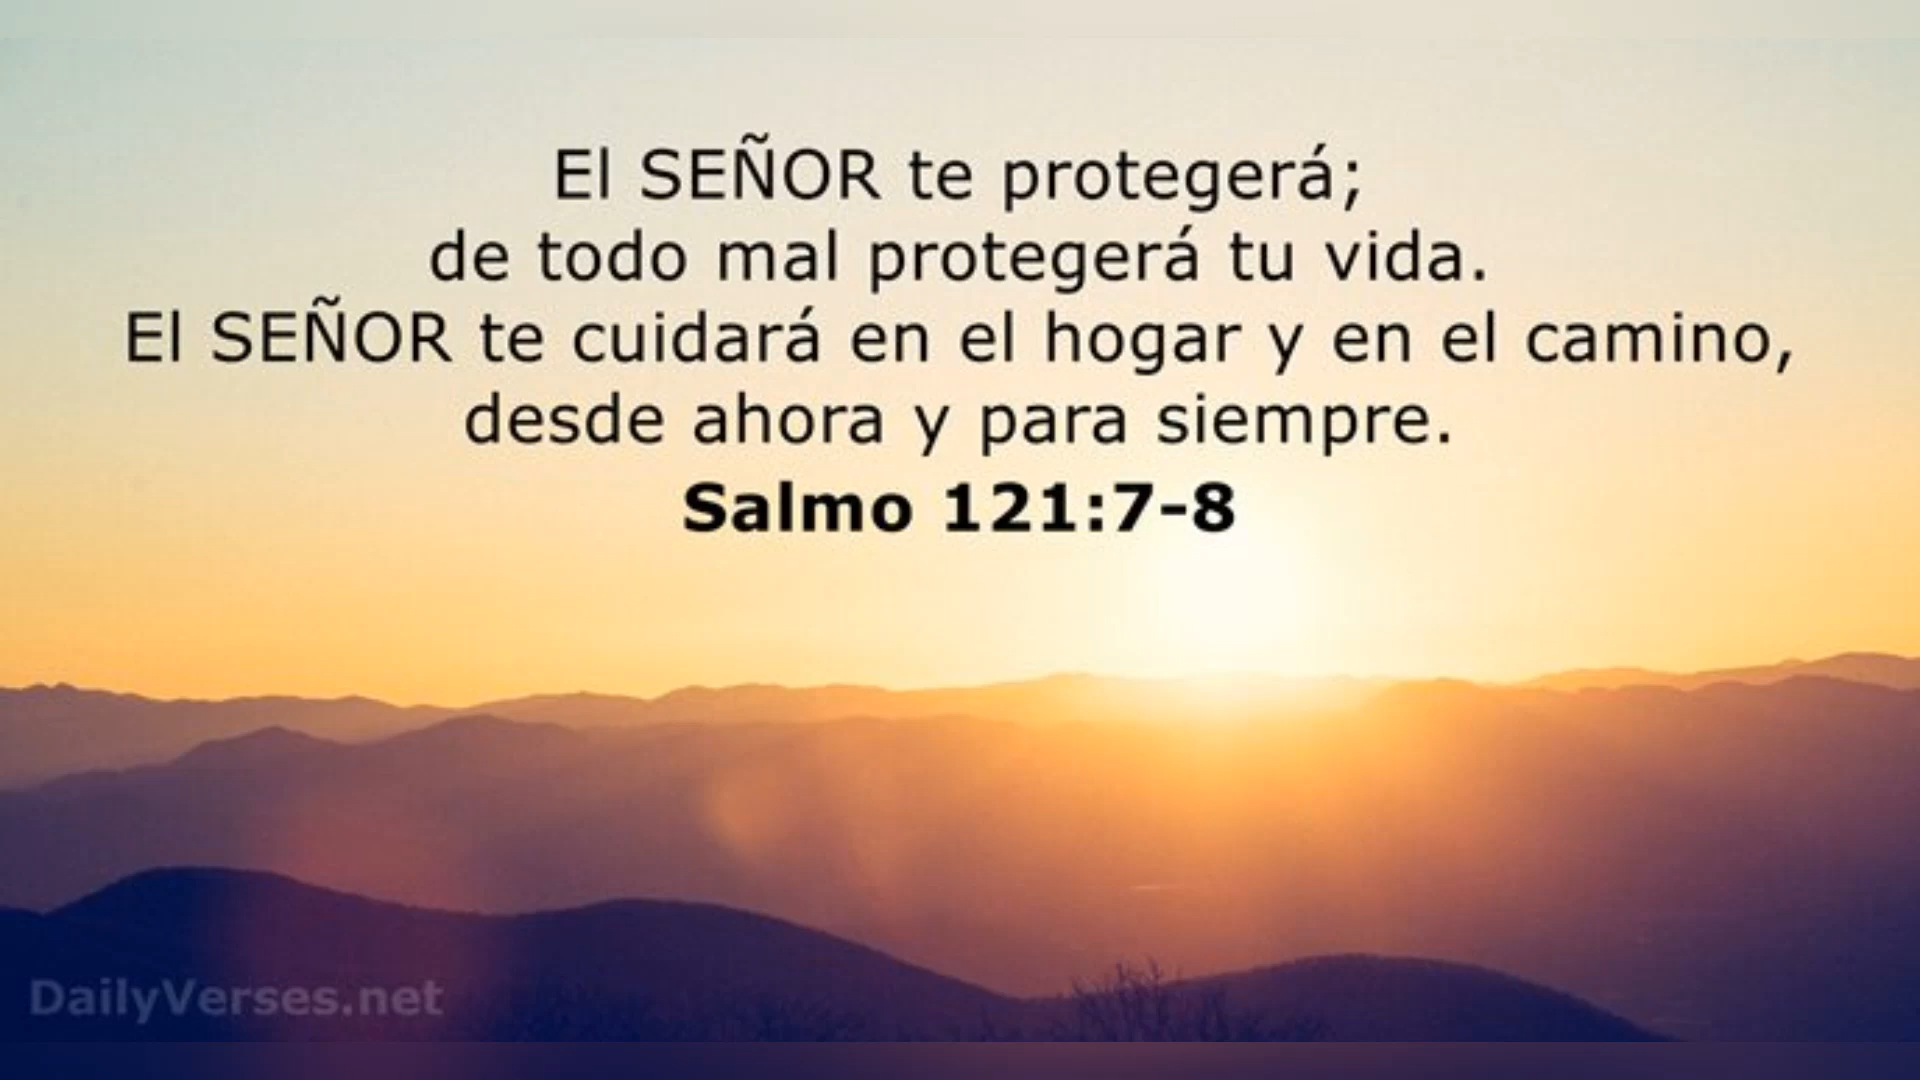 El SEÑOR te protegerá;
de todo mal protegerá tu vida.
El SEÑOR te cuidará en el hogar y en el camino,
desde ahora y para siempre.
Salmo 121:7-8
DailyVerses.net